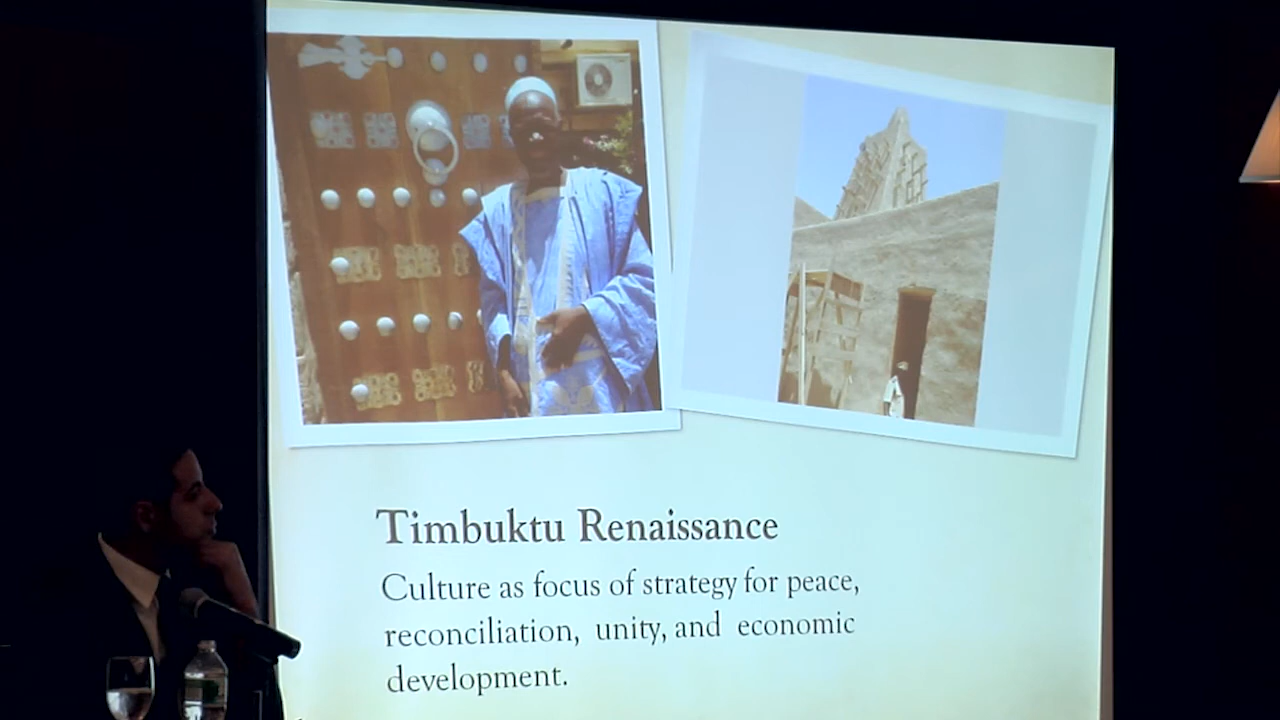 Timbuktu Renaissance
Culture as focus of strategy for peace,
reconciliation, unity, and economic
development.